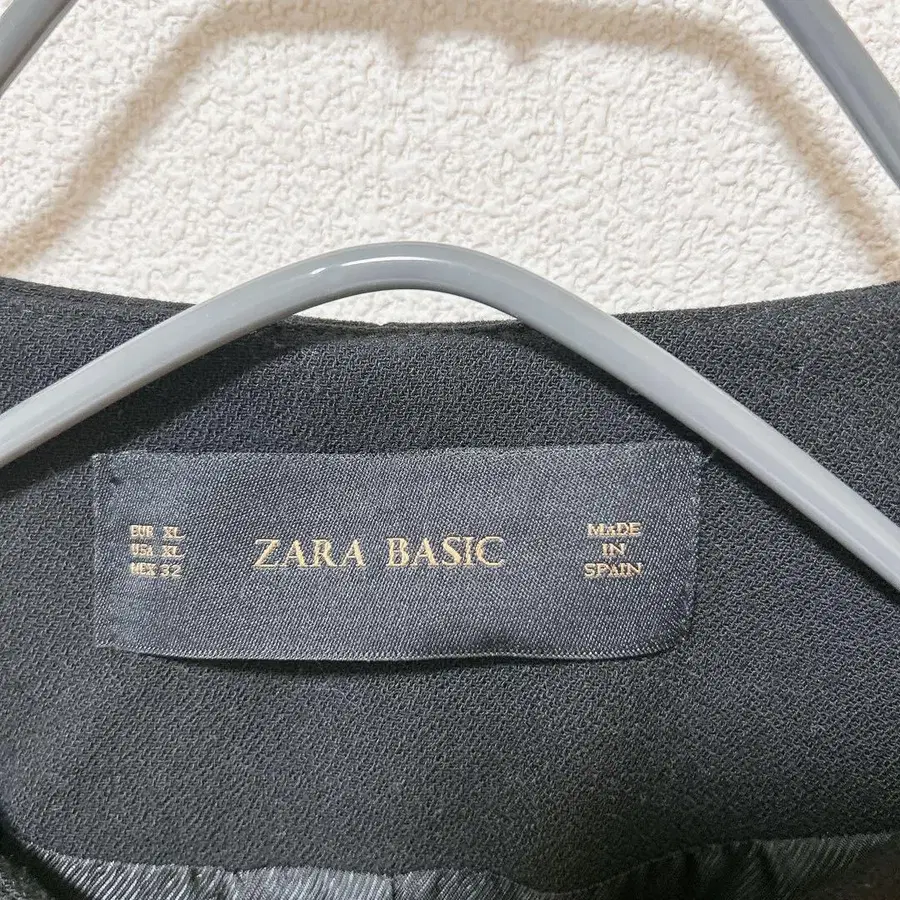 EUR XL
USA XL
MEX 32
ZARA BASIC
MADE
IN
SPAIN